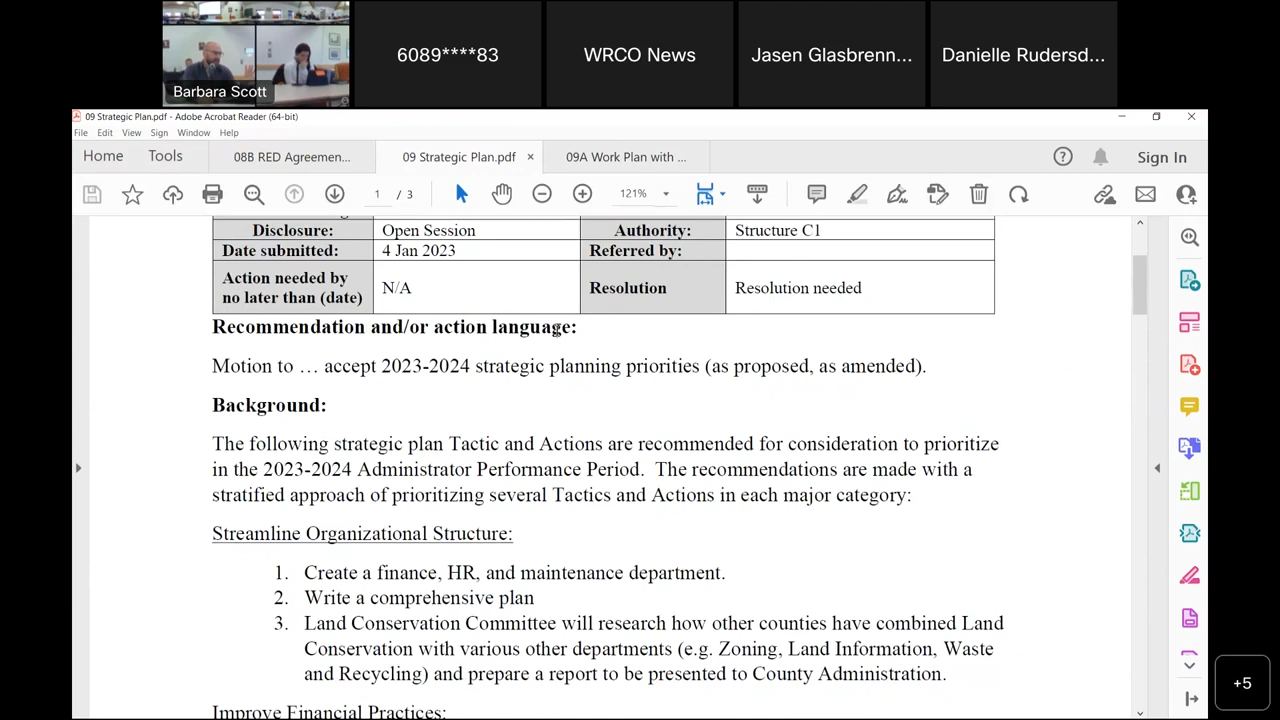 Barbara Scott
6089****83
WRCO News
Jasen Glasbrenn...
Danielle Rudersd...
09 Strategic Plan.pdf - Adobe Acrobat Reader (64-bit)
File Edit View Sign Window Help
Home Tools 08B RED Agreemen... 09 Strategic Plan.pdf × 09A Work Plan with ... Sign In
1 / 3 121%
Disclosure: Open Session Authority: Structure C1
Date submitted: 4 Jan 2023 Referred by:
Action needed by
no later than (date) N/A Resolution Resolution needed
Recommendation and/or action language:
Motion to … accept 2023-2024 strategic planning priorities (as proposed, as amended).
Background:
The following strategic plan Tactic and Actions are recommended for consideration to prioritize
in the 2023-2024 Administrator Performance Period. The recommendations are made with a
stratified approach of prioritizing several Tactics and Actions in each major category:
Streamline Organizational Structure:
1. Create a finance, HR, and maintenance department.
2. Write a comprehensive plan
3. Land Conservation Committee will research how other counties have combined Land
Conservation with various other departments (e.g. Zoning, Land Information, Waste
and Recycling) and prepare a report to be presented to County Administration.
Improve Financial Practices:
+5